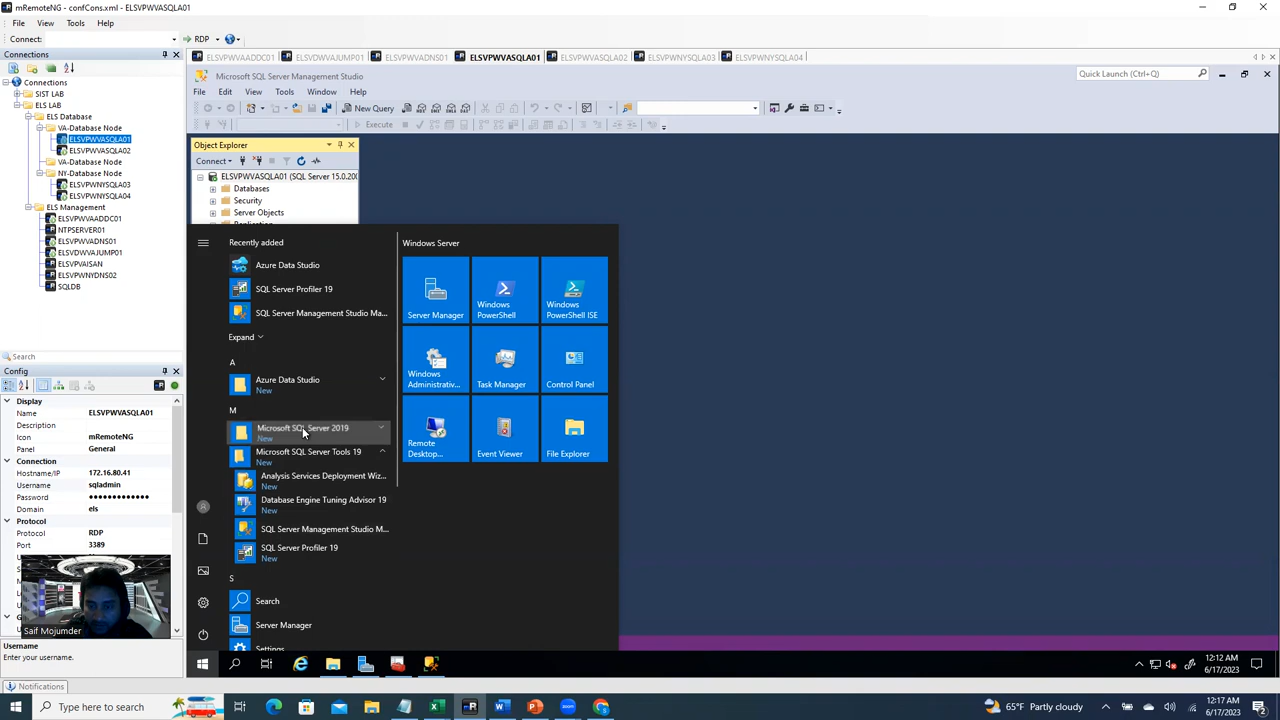 mRemoteNG - confCons.xml - ELSVPWVASQLA01
File View Tools Help
Connect: RDP
Connections
Connections
SIST LAB
ELS LAB
ELS Database
VA-Database Node
ELSVPWVASQLA01
ELSVPWVASQLA02
VA-Database Node
NY-Database Node
ELSVPWNYSQLA03
ELSVPWNYSQLA04
ELS Management
ELSVPWVAADDC01
NTPSERVER01
ELSVPWVADNS01
ELSVDWVAJUMP01
ELSVPVAISAN
ELSVPWNYDNS02
SQLDB
Search
Config
Display
Name ELSVPWVASQLA01
Description
Icon mRemoteNG
Panel General
Connection
Hostname/IP 172.16.80.41
Username sqladmin
Password ••••••••••••
Domain els
Protocol
Protocol RDP
Port 3389
Saif Mojumder
Username
Enter your username.
Notifications
ELSVPWVAADDC01 ELSVDWVAJUMP01 ELSVPWVADNS01 ELSVPWVASQLA01 ELSVPWVASQLA02 ELSVPWNYSQLA03 ELSVPWNYSQLA04
Microsoft SQL Server Management Studio
Quick Launch (Ctrl+Q)
File Edit View Tools Window Help
New Query
Execute
Object Explorer
Connect
ELSVPWVASQLA01 (SQL Server 15.0.200
Databases
Security
Server Objects
Recently added
Azure Data Studio
SQL Server Profiler 19
SQL Server Management Studio Ma...
Expand
A
Azure Data Studio
New
M
Microsoft SQL Server 2019
New
Microsoft SQL Server Tools 19
New
Analysis Services Deployment Wiz...
New
Database Engine Tuning Advisor 19
New
SQL Server Management Studio M...
SQL Server Profiler 19
New
S
Search
Server Manager
Settings
Windows Server
Server Manager
Windows PowerShell
Windows PowerShell ISE
Windows Administrativ...
Task Manager
Control Panel
Remote Desktop...
Event Viewer
File Explorer
12:12 AM
6/17/2023
Type here to search
65°F Partly cloudy
12:17 AM
6/17/2023